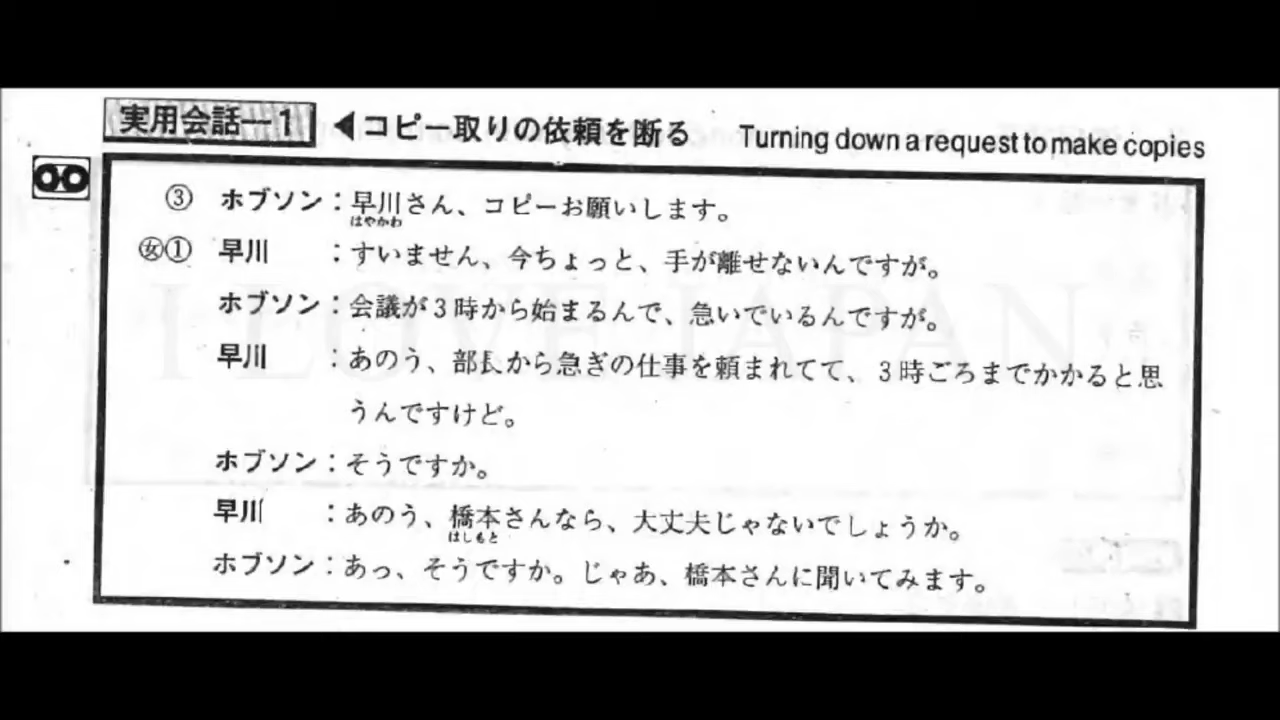 実用会話―1 ◀コピー取りの依頼を断る Turning down a request to make copies
③ ホブソン：早川さん、コピーお願いします。
はやかわ
㊛① 早川 ：すいません、今ちょっと、手が離せないんですが。
ホブソン：会議が3時から始まるんで、急いでいるんですが。
早川 ：あのう、部長から急ぎの仕事を頼まれてて、3時ごろまでかかると思
うんですけど。
ホブソン：そうですか。
早川 ：あのう、橋本さんなら、大丈夫じゃないでしょうか。
はしもと
ホブソン：あっ、そうですか。じゃあ、橋本さんに聞いてみます。
I LOVE JAPAN